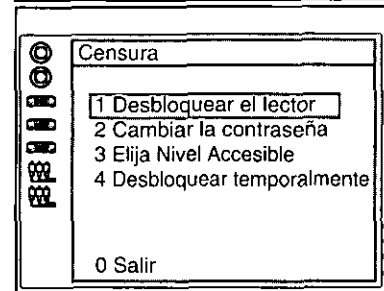 Censura
1 Desbloquear el lector
2 Cambiar la contraseña
3 Elija Nivel Accesible
4 Desbloquear temporalmente
0 Salir